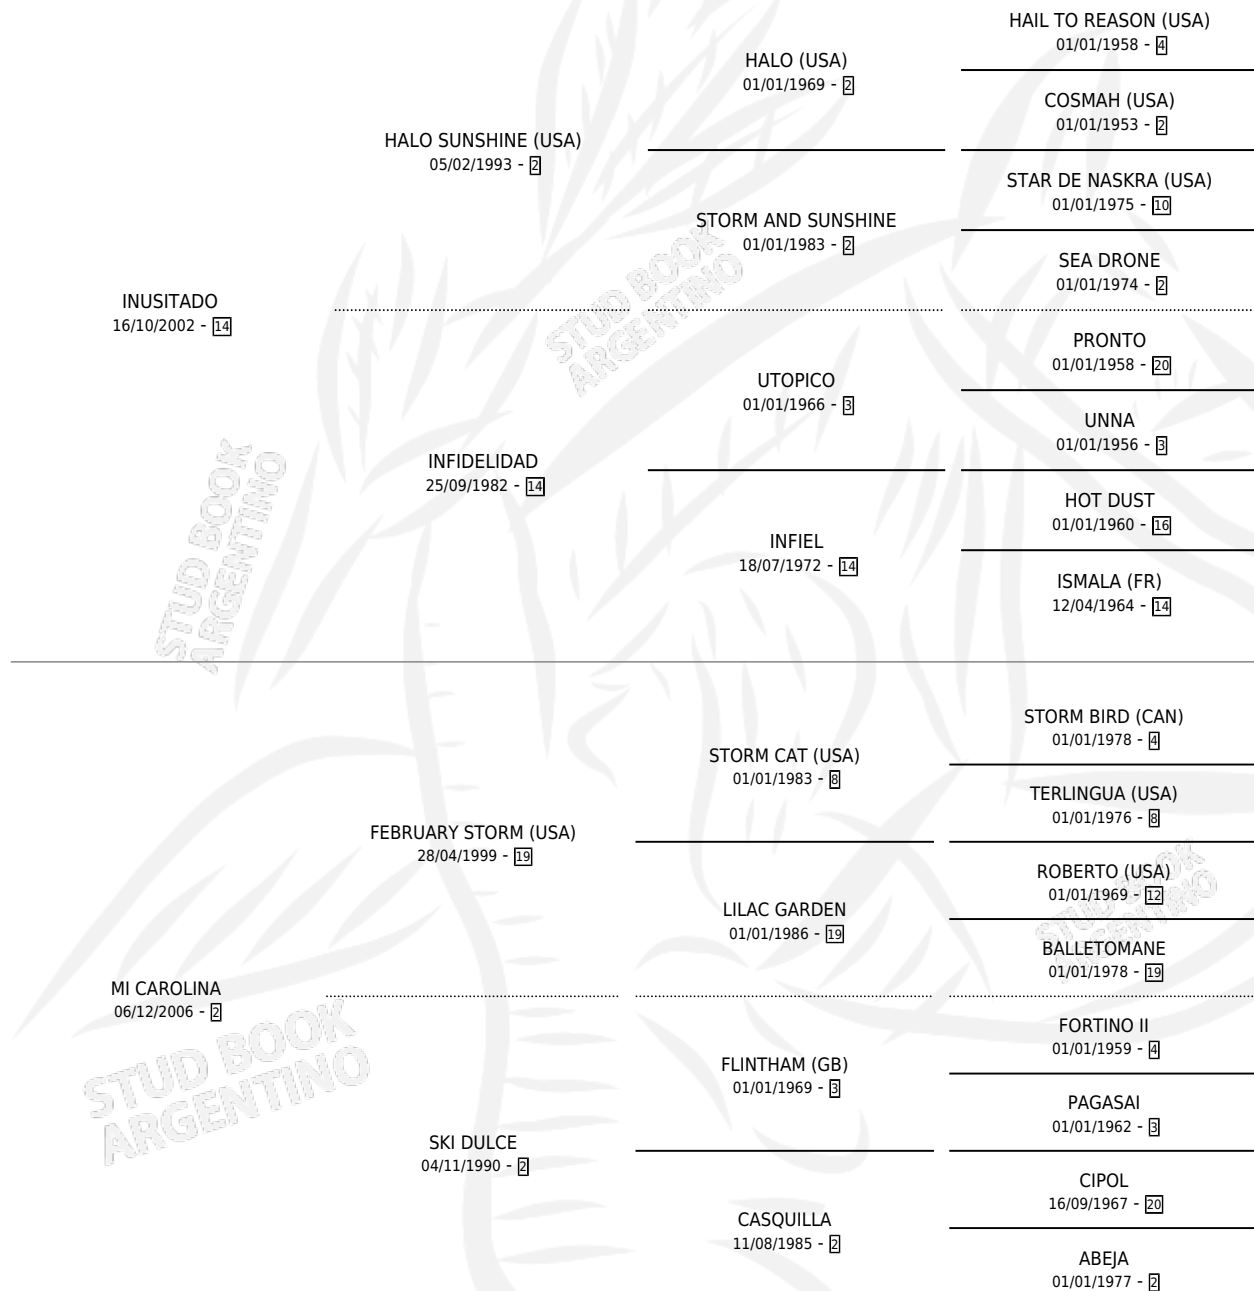 HAIL TO REASON (USA)
01/01/1958 - 4
HALO (USA)
01/01/1969 - 2
COSMAH (USA)
01/01/1953 - 2
HALO SUNSHINE (USA)
05/02/1993 - 2
STAR DE NASKRA (USA)
01/01/1975 - 10
STORM AND SUNSHINE
01/01/1983 - 2
SEA DRONE
01/01/1974 - 2
INUSITADO
16/10/2002 - 14
PRONTO
01/01/1958 - 20
UTOPICO
01/01/1966 - 3
UNNA
01/01/1956 - 3
INFIDELIDAD
25/09/1982 - 14
HOT DUST
01/01/1960 - 16
INFIEL
18/07/1972 - 14
ISMALA (FR)
12/04/1964 - 14
STORM BIRD (CAN)
01/01/1978 - 4
STORM CAT (USA)
01/01/1983 - 8
TERLINGUA (USA)
01/01/1976 - 8
FEBRUARY STORM (USA)
28/04/1999 - 19
ROBERTO (USA)
01/01/1969 - 12
LILAC GARDEN
01/01/1986 - 19
BALLETOMANE
01/01/1978 - 19
MI CAROLINA
06/12/2006 - 2
FORTINO II
01/01/1959 - 4
FLINTHAM (GB)
01/01/1969 - 3
PAGASAI
01/01/1962 - 3
SKI DULCE
04/11/1990 - 2
CIPOL
16/09/1967 - 20
CASQUILLA
11/08/1985 - 2
ABEJA
01/01/1977 - 2
STUD BOOK
ARGENTINO
STUD BOOK
ARGENTINO
STUD BOOK
ARGENTINO
STUD BOOK
ARGENTINO